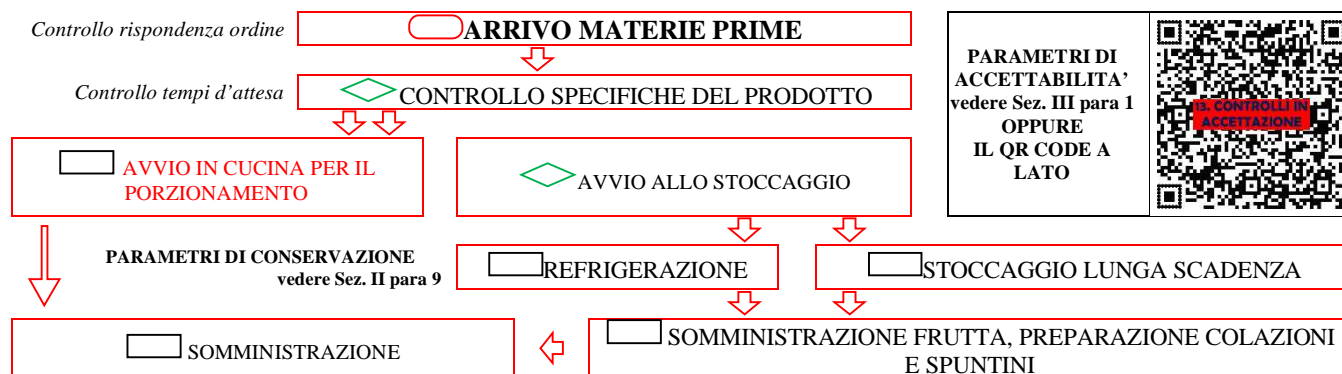 Controllo rispondenza ordine
ARRIVO MATERIE PRIME
Controllo tempi d'attesa
CONTROLLO SPECIFICHE DEL PRODOTTO
PARAMETRI DI
ACCETTABILITA'
vedere Sez. III para 1
OPPURE
IL QR CODE A
LATO
13. CONTROLLI IN
ACCETTAZIONE
AVVIO IN CUCINA PER IL
PORZIONAMENTO
AVVIO ALLO STOCCAGGIO
PARAMETRI DI CONSERVAZIONE
vedere Sez. II para 9
REFRIGERAZIONE
STOCCAGGIO LUNGA SCADENZA
SOMMINISTRAZIONE
SOMMINISTRAZIONE FRUTTA, PREPARAZIONE COLAZIONI
E SPUNTINI